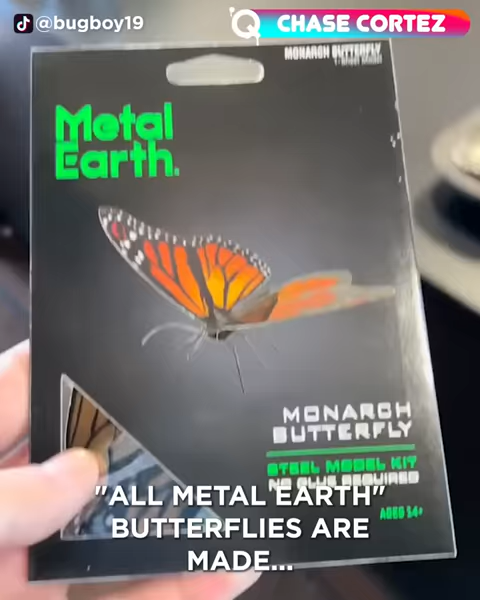 @bugboy19
CHASE CORTEZ
MONARCH BUTTERFLY
Metal
Earth.
MONARCH
BUTTERFLY
STEEL MODEL KIT
NO GLUE REQUIRED
AGES 14+
"ALL METAL EARTH"
BUTTERFLIES ARE
MADE...